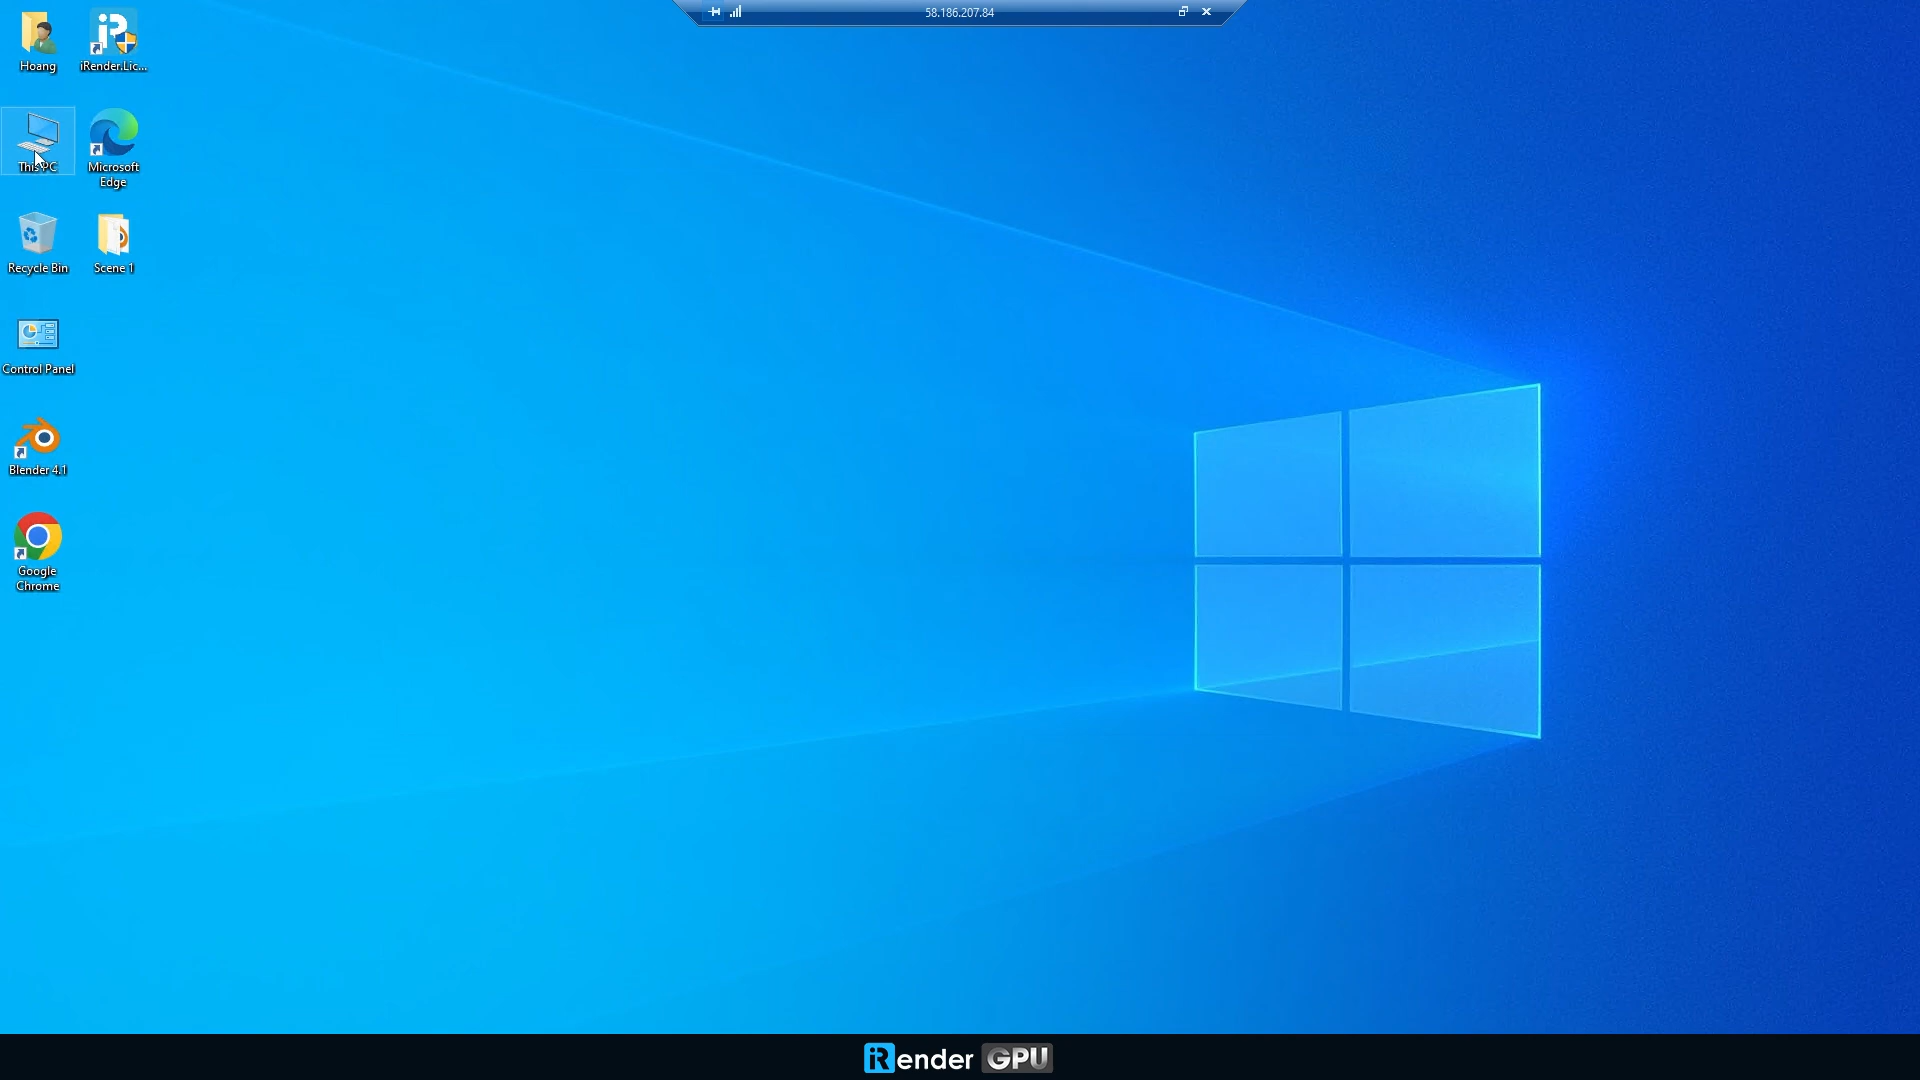 58.186.207.84
Hoang
iRender.Lic...
This PC
Microsoft
Edge
Recycle Bin
Scene 1
Control Panel
Blender 4.1
Google
Chrome
iRender GPU